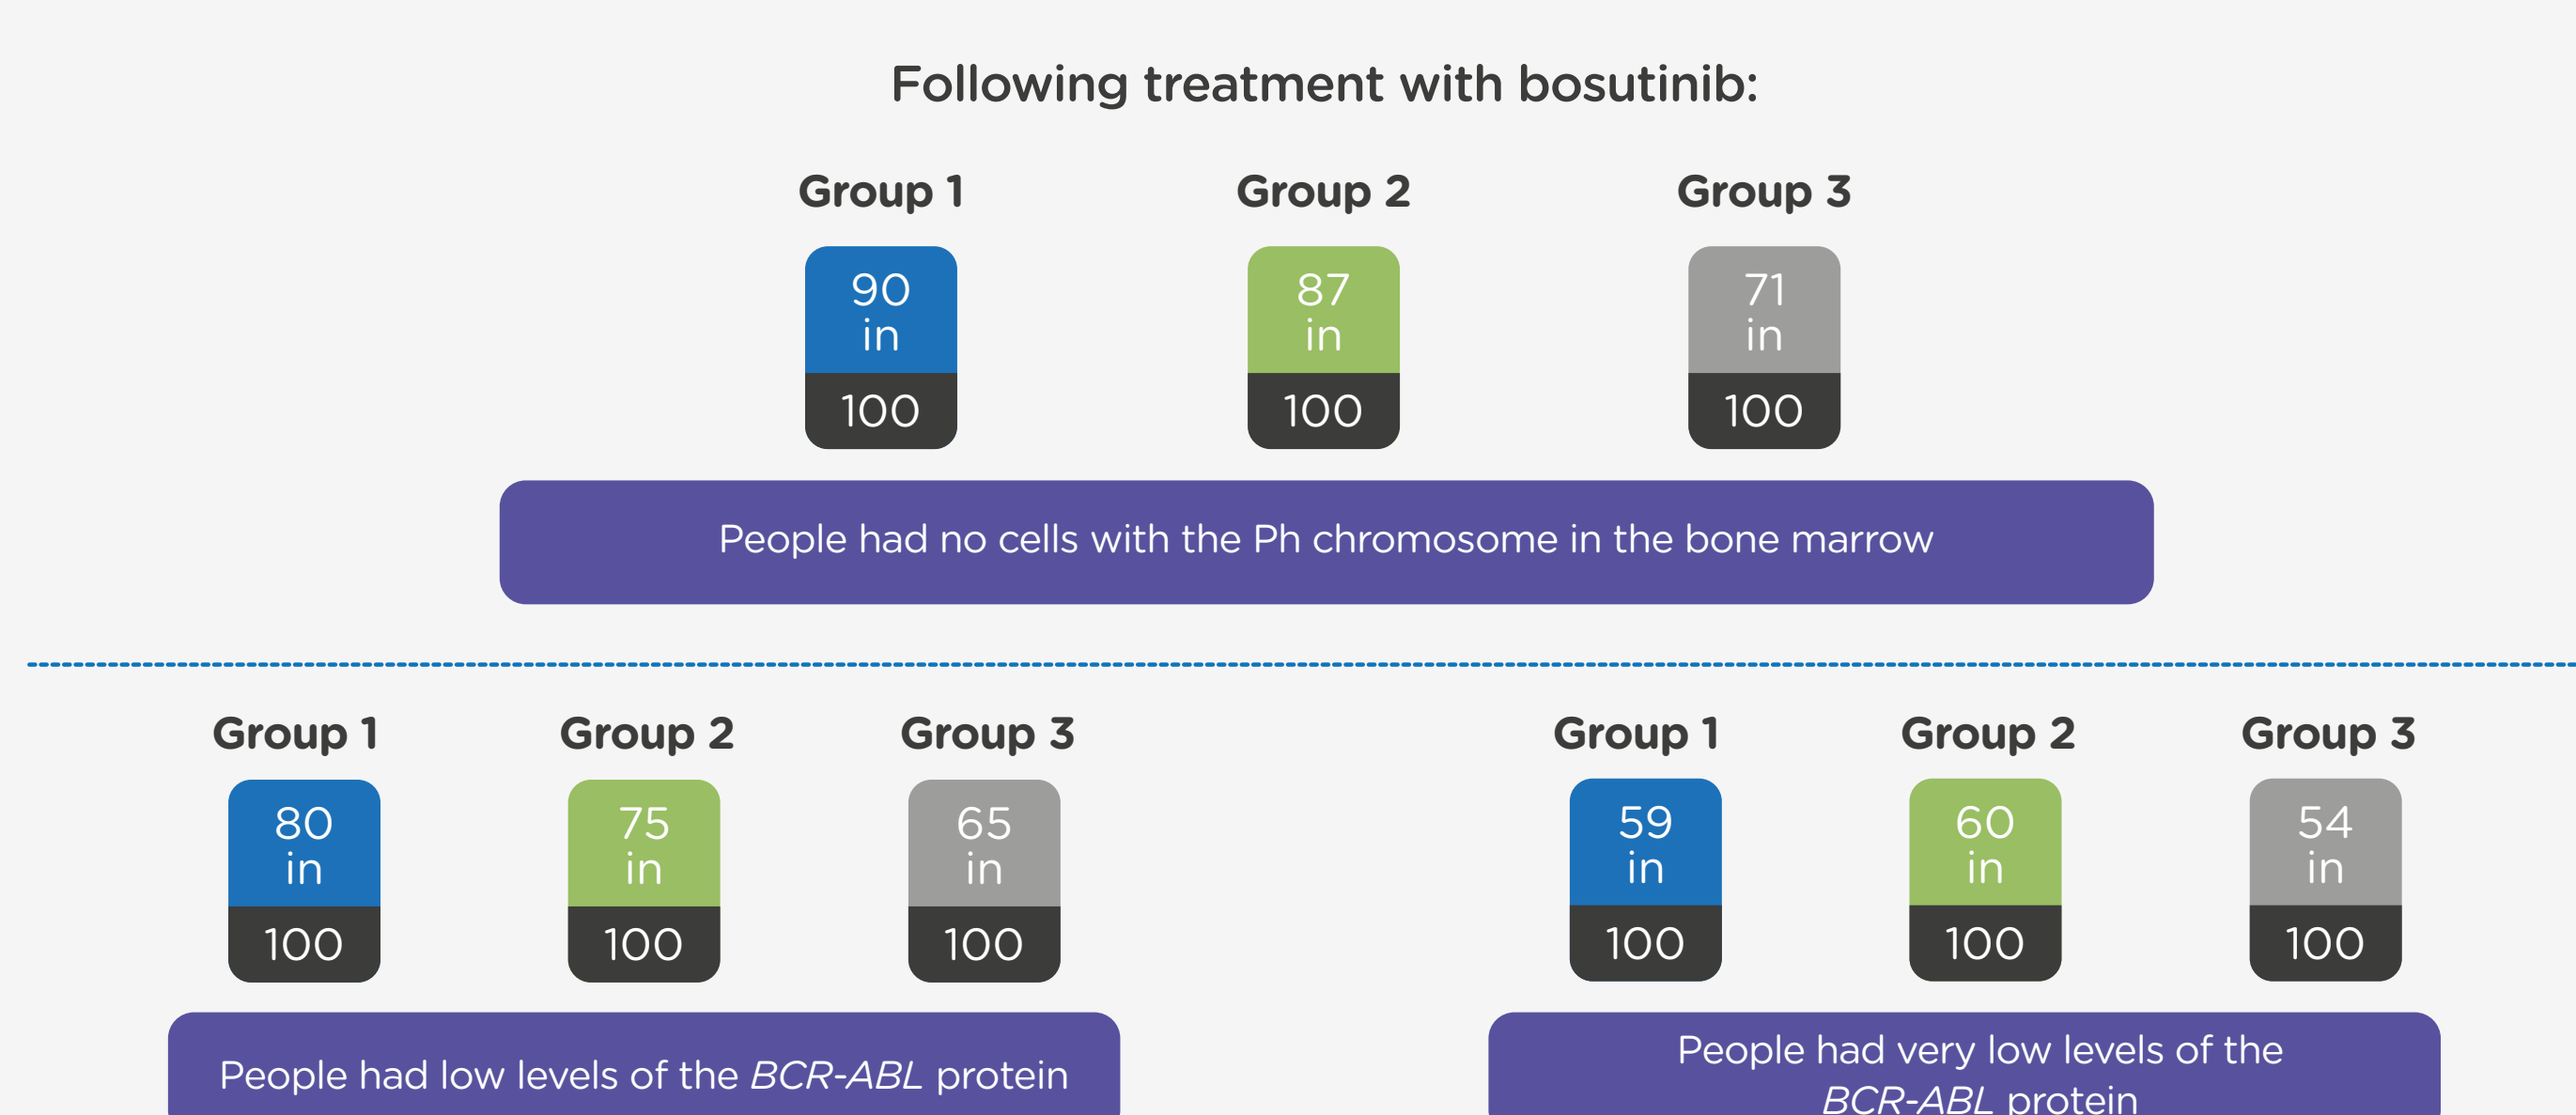 Following treatment with bosutinib:
Group 1
Group 2
Group 3
90
in
100
87
in
100
71
in
100
People had no cells with the Ph chromosome in the bone marrow
Group 1
Group 2
Group 3
80
in
100
75
in
100
65
in
100
People had low levels of the BCR-ABL protein
Group 1
Group 2
Group 3
59
in
100
60
in
100
54
in
100
People had very low levels of the
BCR-ABL protein